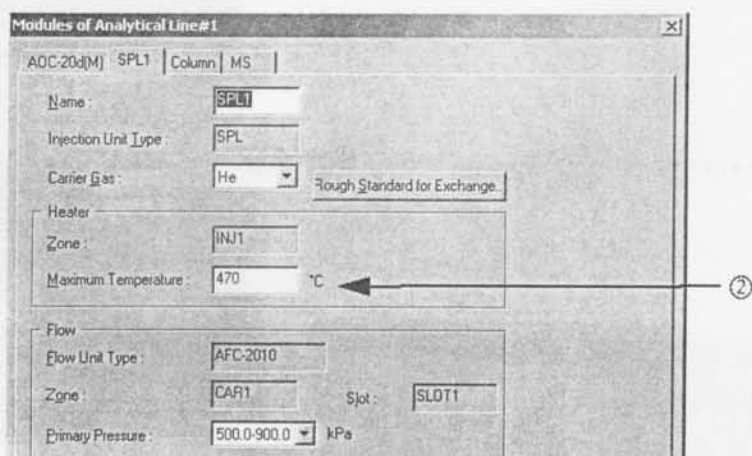 Modules of Analytical Line#1
AOC-20d(M) SPL1 Column MS
Name : SPL1
Injection Unit Type : SPL
Carrier Gas : He Rough Standard for Exchange..
Heater
Zone : INJ1
Maximum Temperature : 470 °C
②
Flow
Flow Unit Type : AFC-2010
Zone : CAR1 Slot : SLOT1
Primary Pressure : 500.0-900.0 kPa